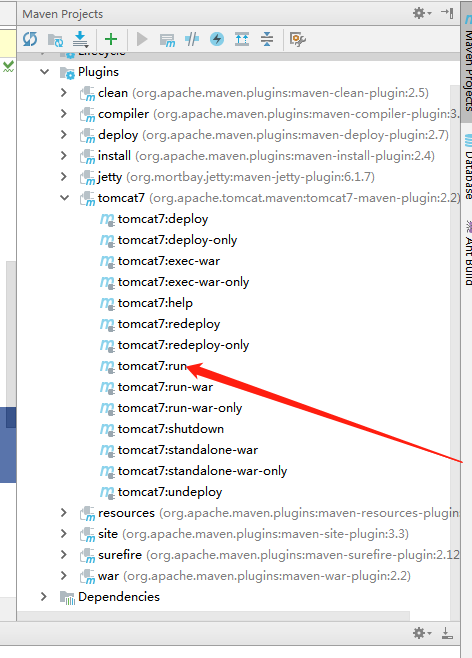 Maven Projects
Lifecycle
Plugins
clean (org.apache.maven.plugins:maven-clean-plugin:2.5)
compiler (org.apache.maven.plugins:maven-compiler-plugin:3.
deploy (org.apache.maven.plugins:maven-deploy-plugin:2.7)
install (org.apache.maven.plugins:maven-install-plugin:2.4)
jetty (org.mortbay.jetty:maven-jetty-plugin:6.1.7)
tomcat7 (org.apache.tomcat.maven:tomcat7-maven-plugin:2.2)
tomcat7:deploy
tomcat7:deploy-only
tomcat7:exec-war
tomcat7:exec-war-only
tomcat7:help
tomcat7:redeploy
tomcat7:redeploy-only
tomcat7:run
tomcat7:run-war
tomcat7:run-war-only
tomcat7:shutdown
tomcat7:standalone-war
tomcat7:standalone-war-only
tomcat7:undeploy
resources (org.apache.maven.plugins:maven-resources-plugin
site (org.apache.maven.plugins:maven-site-plugin:3.3)
surefire (org.apache.maven.plugins:maven-surefire-plugin:2.12
war (org.apache.maven.plugins:maven-war-plugin:2.2)
Dependencies
Maven Projects
Database
Ant Build